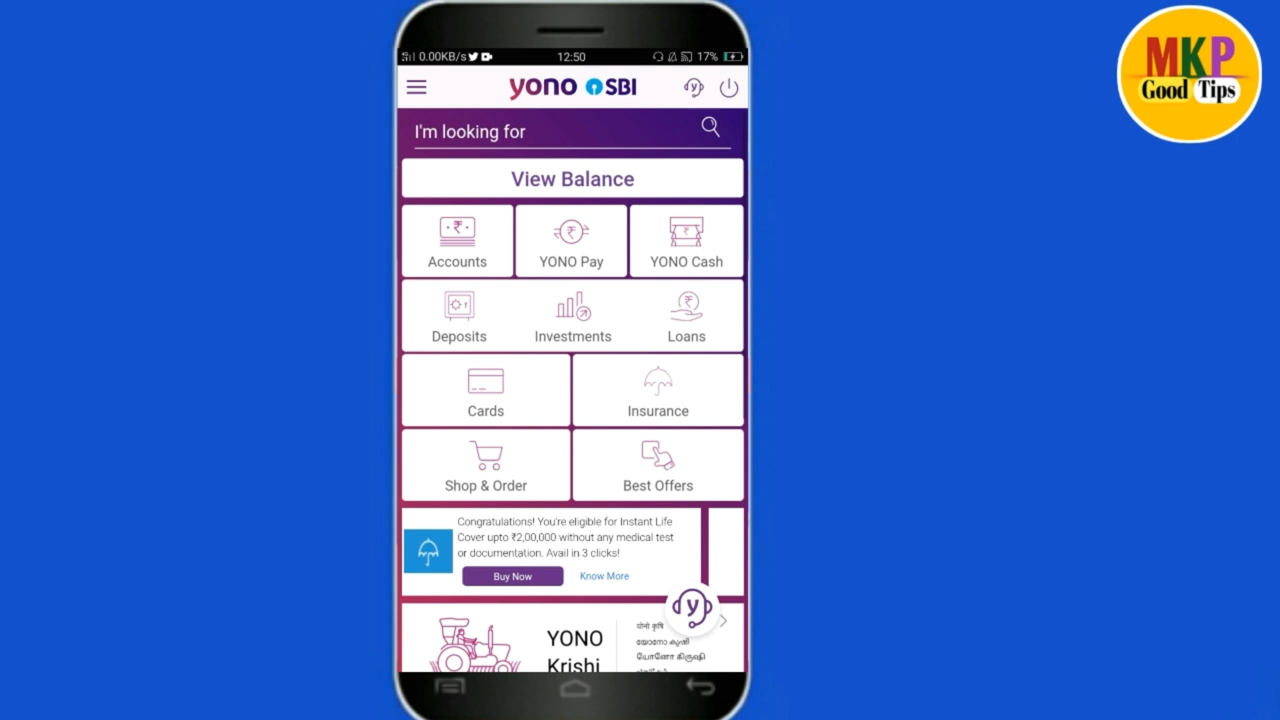 MKP
Good Tips
0.00KB/s
12:50
17%
yono SBI
I'm looking for
View Balance
Accounts
YONO Pay
YONO Cash
Deposits
Investments
Loans
Cards
Insurance
Shop & Order
Best Offers
Congratulations! You're eligible for Instant Life
Cover upto ₹2,00,000 without any medical test
or documentation. Avail in 3 clicks!
Buy Now
Know More
y
YONO
Krishi
योनो कृषि
യോനോ കൃഷി
யோனோ கிருஷி